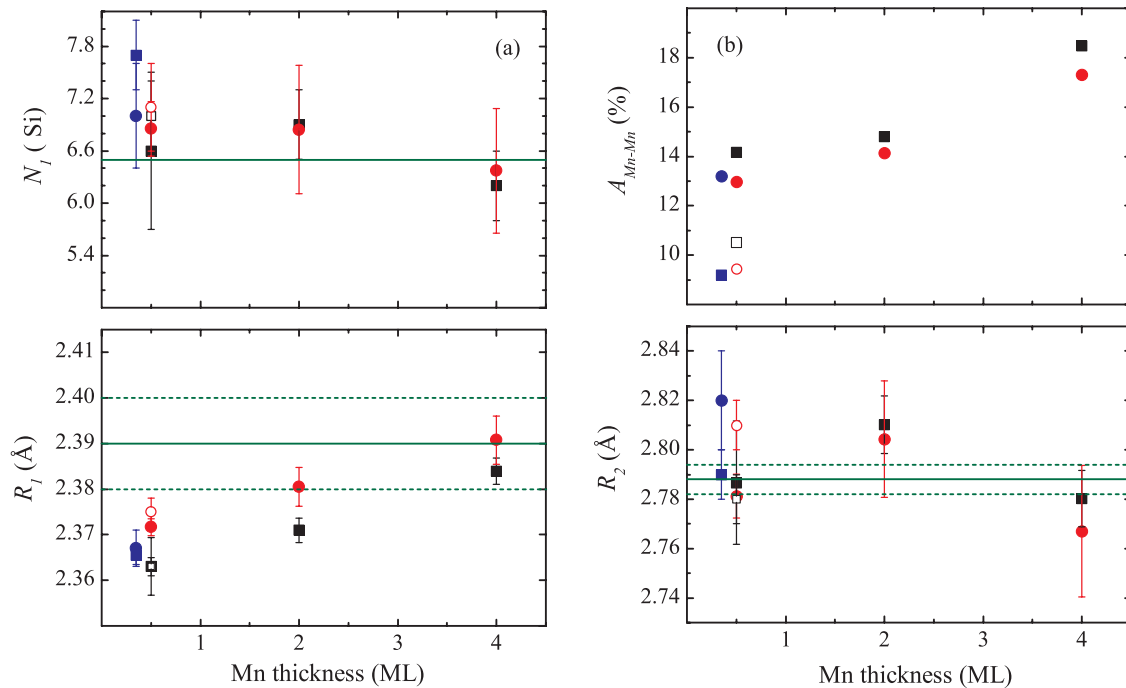 (a)
N1 ( Si)
7.8
7.2
6.6
6.0
5.4
(b)
AMn-Mn (%)
18
16
14
12
10
R1 (Å)
2.41
2.40
2.39
2.38
2.37
2.36
1 2 3 4
Mn thickness (ML)
R2 (Å)
2.84
2.82
2.80
2.78
2.76
2.74
1 2 3 4
Mn thickness (ML)